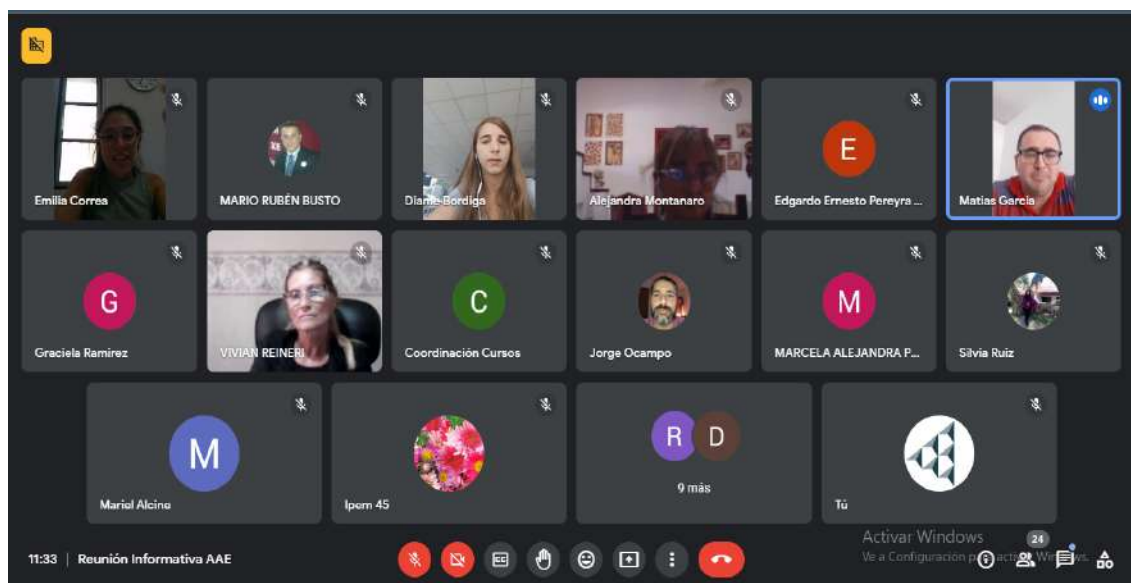 Emilia Correa
MARIO RUBÉN BUSTO
Diame Bordiga
Alejandra Montanaro
E
Edgardo Ernesto Pereyra ...
Matias Garcia
G
Graciela Ramirez
VIVIAN REINERI
C
Coordinación Cursos
Jorge Ocampo
M
MARCELA ALEJANDRA P...
Silvia Ruiz
M
Mariel Alcino
Ipem 45
R D
9 más
Tú
11:33 | Reunión Informativa AAE
Activar Windows
24